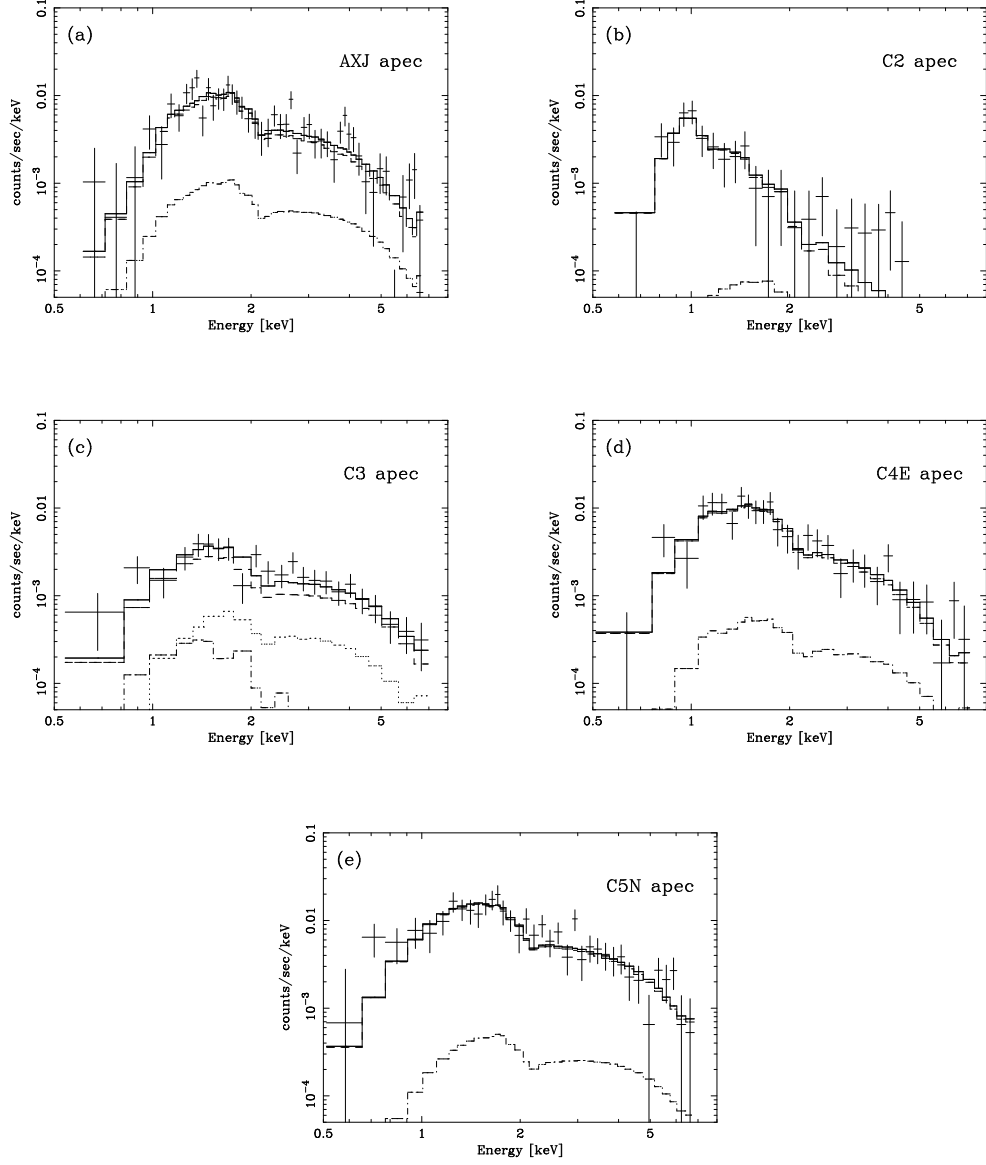 (a)
AXJ apec
counts/sec/keV
0.1
0.01
10⁻³
10⁻⁴
0.5
1
2
5
Energy [keV]
(b)
C2 apec
counts/sec/keV
0.1
0.01
10⁻³
10⁻⁴
0.5
1
2
5
Energy [keV]
(c)
C3 apec
counts/sec/keV
0.1
0.01
10⁻³
10⁻⁴
0.5
1
2
5
Energy [keV]
(d)
C4E apec
counts/sec/keV
0.1
0.01
10⁻³
10⁻⁴
0.5
1
2
5
Energy [keV]
(e)
C5N apec
counts/sec/keV
0.1
0.01
10⁻³
10⁻⁴
0.5
1
2
5
Energy [keV]